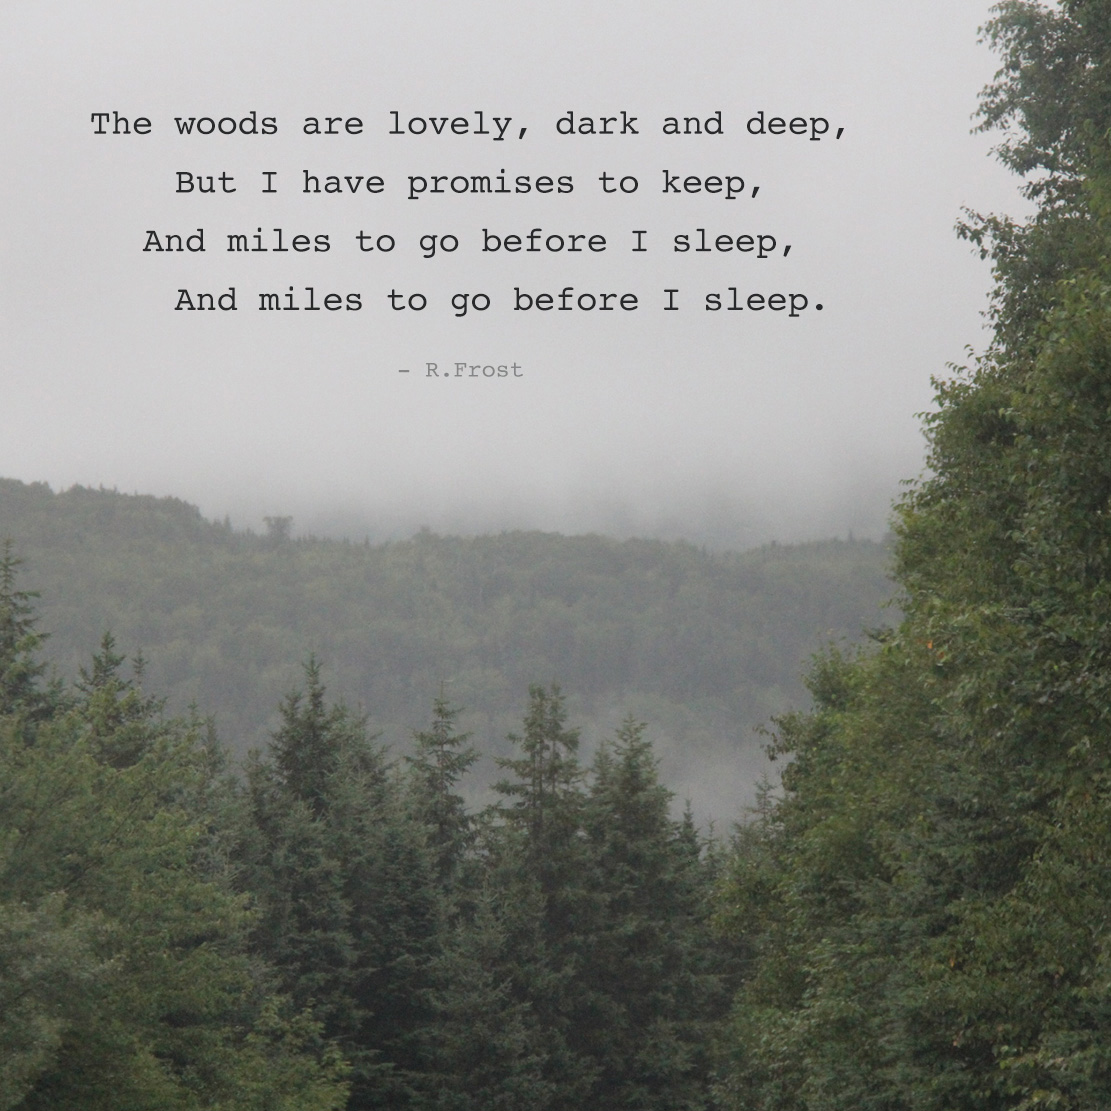 The woods are lovely, dark and deep,
But I have promises to keep,
And miles to go before I sleep,
And miles to go before I sleep.
- R.Frost